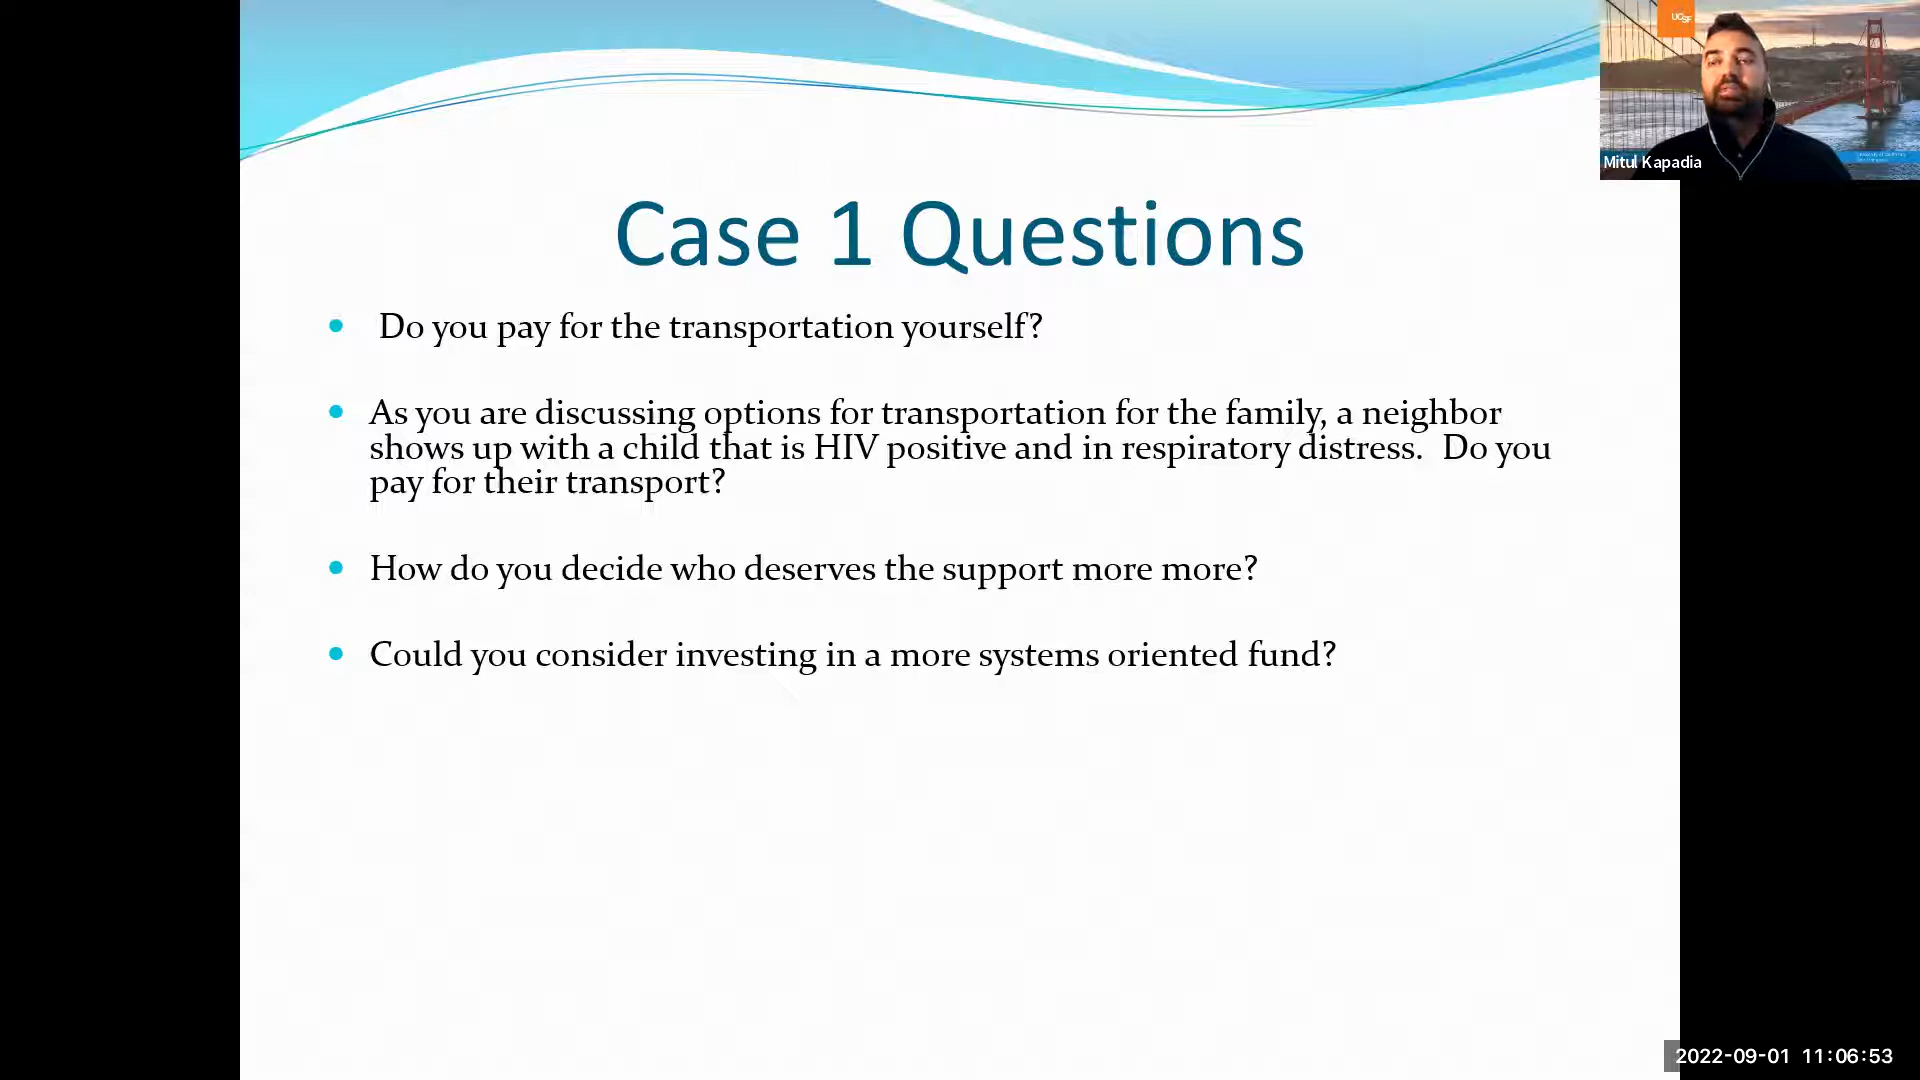 UCSF
Mitul Kapadia
Case 1 Questions
Do you pay for the transportation yourself?
As you are discussing options for transportation for the family, a neighbor
shows up with a child that is HIV positive and in respiratory distress. Do you
pay for their transport?
How do you decide who deserves the support more more?
Could you consider investing in a more systems oriented fund?
2022-09-01 11:06:53